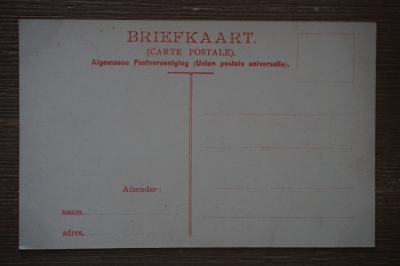 BRIEFKAART.
(CARTE POSTALE).
Algemeene Postvereeniging (Union postale universelle).
Afzender:
naam.
adres.